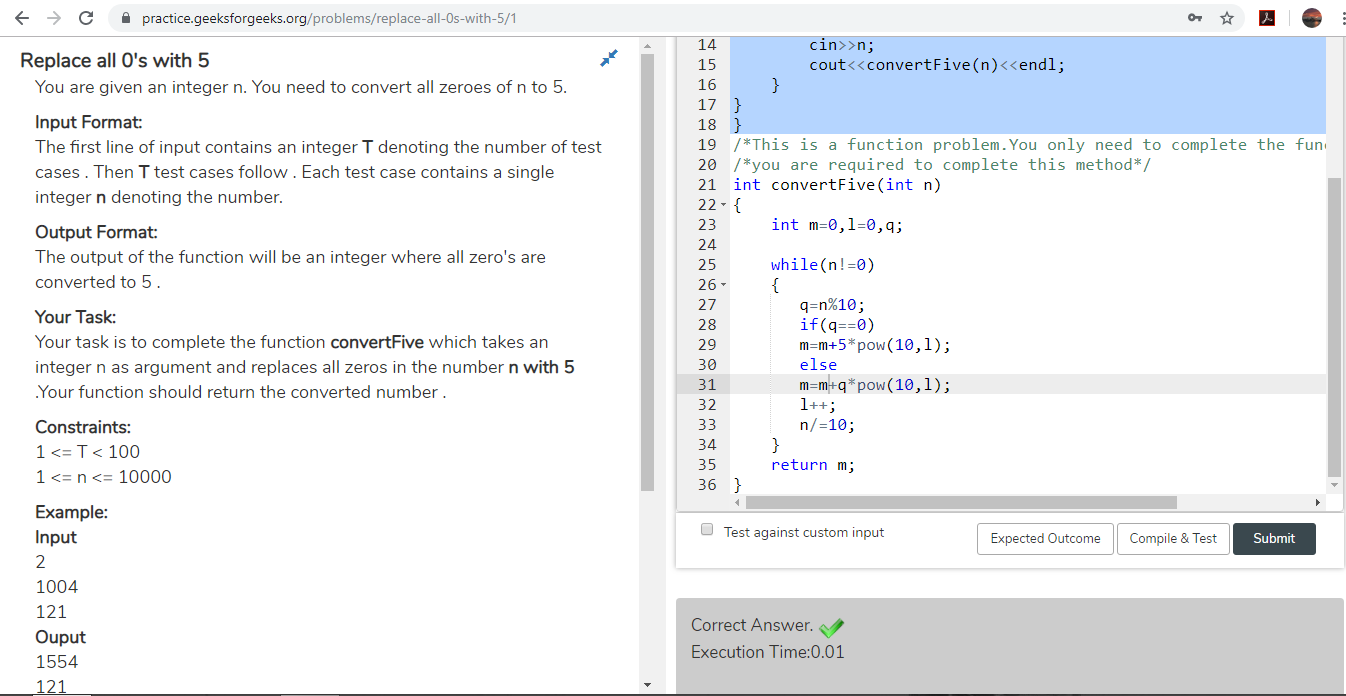 practice.geeksforgeeks.org/problems/replace-all-0s-with-5/1
Replace all 0's with 5
You are given an integer n. You need to convert all zeroes of n to 5.
Input Format:
The first line of input contains an integer T denoting the number of test
cases . Then T test cases follow . Each test case contains a single
integer n denoting the number.
Output Format:
The output of the function will be an integer where all zero's are
converted to 5 .
Your Task:
Your task is to complete the function convertFive which takes an
integer n as argument and replaces all zeros in the number n with 5
.Your function should return the converted number .
Constraints:
1 <= T < 100
1 <= n <= 10000
Example:
Input
2
1004
121
Ouput
1554
121
14 cin>>n;
15 cout<<convertFive(n)<<endl;
16 }
17 }
18 }
19 /*This is a function problem.You only need to complete the fun
20 /*you are required to complete this method*/
21 int convertFive(int n)
22 {
23 int m=0,l=0,q;
24
25 while(n!=0)
26 {
27 q=n%10;
28 if(q==0)
29 m=m+5*pow(10,l);
30 else
31 m=m+q*pow(10,l);
32 l++;
33 n/=10;
34 }
35 return m;
36 }
Test against custom input
Expected Outcome
Compile & Test
Submit
Correct Answer.
Execution Time:0.01